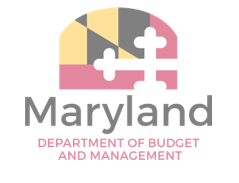 Maryland
DEPARTMENT OF BUDGET
AND MANAGEMENT